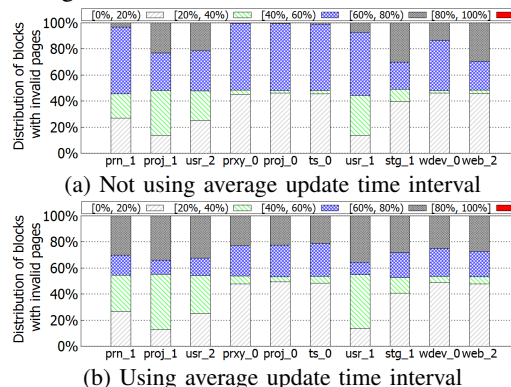 [0%, 20%) [20%, 40%) [40%, 60%) [60%, 80%) [80%, 100%]
Distribution of blocks
with invalid pages
100%
80%
60%
40%
20%
0%
prn_1 proj_1 usr_2 prxy_0 proj_0 ts_0 usr_1 stg_1 wdev_0 web_2
(a) Not using average update time interval
[0%, 20%) [20%, 40%) [40%, 60%) [60%, 80%) [80%, 100%]
Distribution of blocks
with invalid pages
100%
80%
60%
40%
20%
0%
prn_1 proj_1 usr_2 prxy_0 proj_0 ts_0 usr_1 stg_1 wdev_0 web_2
(b) Using average update time interval